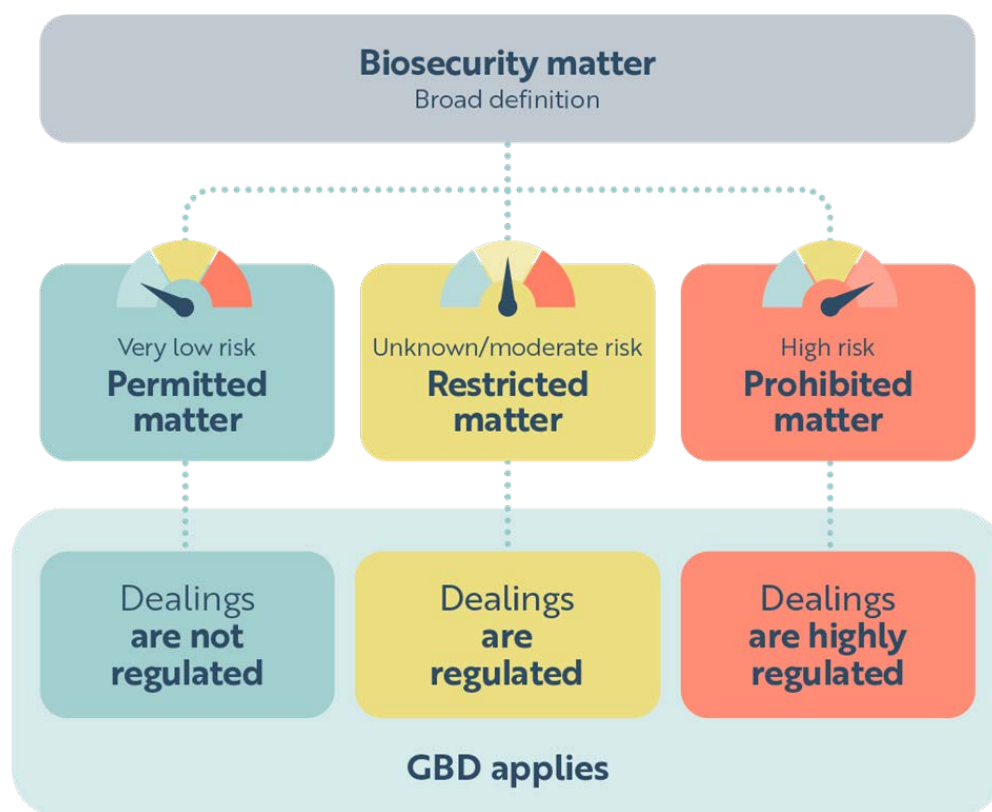 Biosecurity matter
Broad definition
Very low risk
Permitted
matter
Unknown/moderate risk
Restricted
matter
High risk
Prohibited
matter
Dealings
are not
regulated
Dealings
are
regulated
Dealings
are highly
regulated
GBD applies